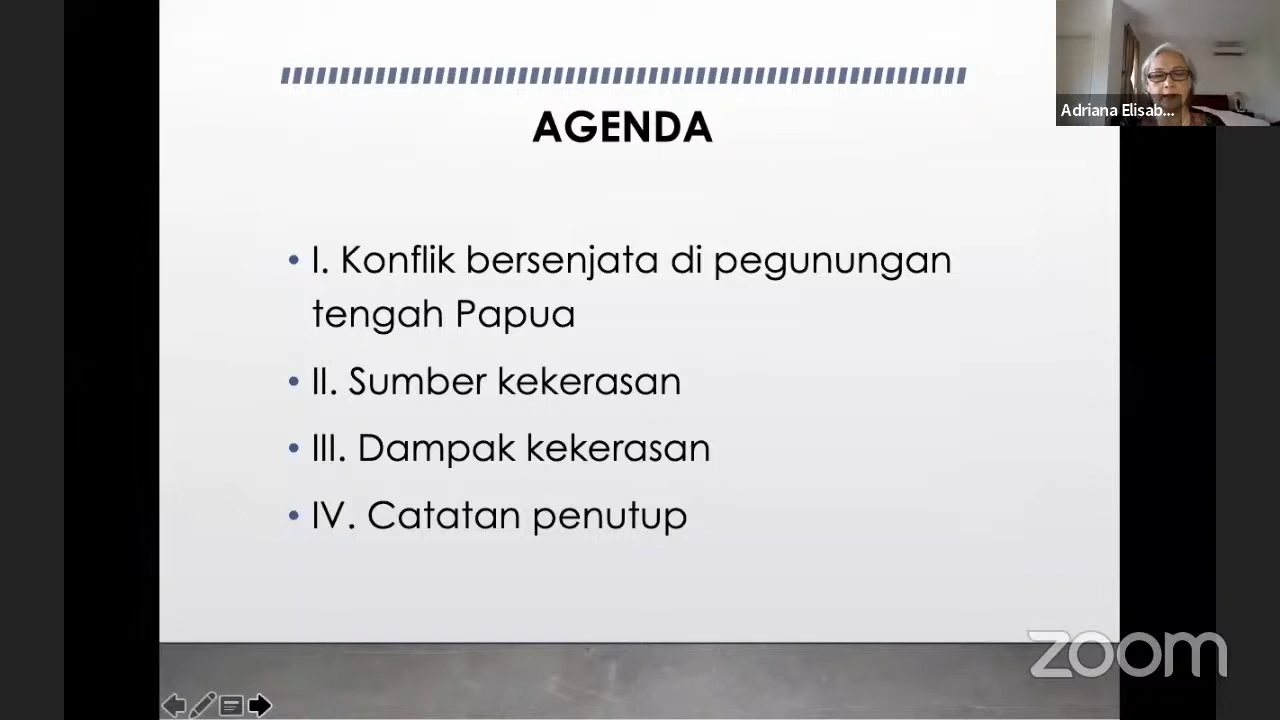 AGENDA
• I. Konflik bersenjata di pegunungan
tengah Papua
• II. Sumber kekerasan
• III. Dampak kekerasan
• IV. Catatan penutup
Adriana Elisab...
zoom